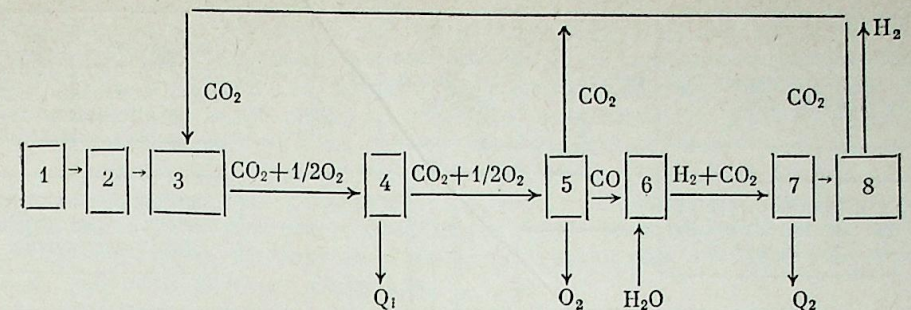 H₂
CO₂ CO₂ CO₂
1 → 2 → 3 CO₂+1/2O₂ 4 CO₂+1/2O₂ 5 CO 6 H₂+CO₂ 7 → 8
Q₁ O₂ H₂O Q₂